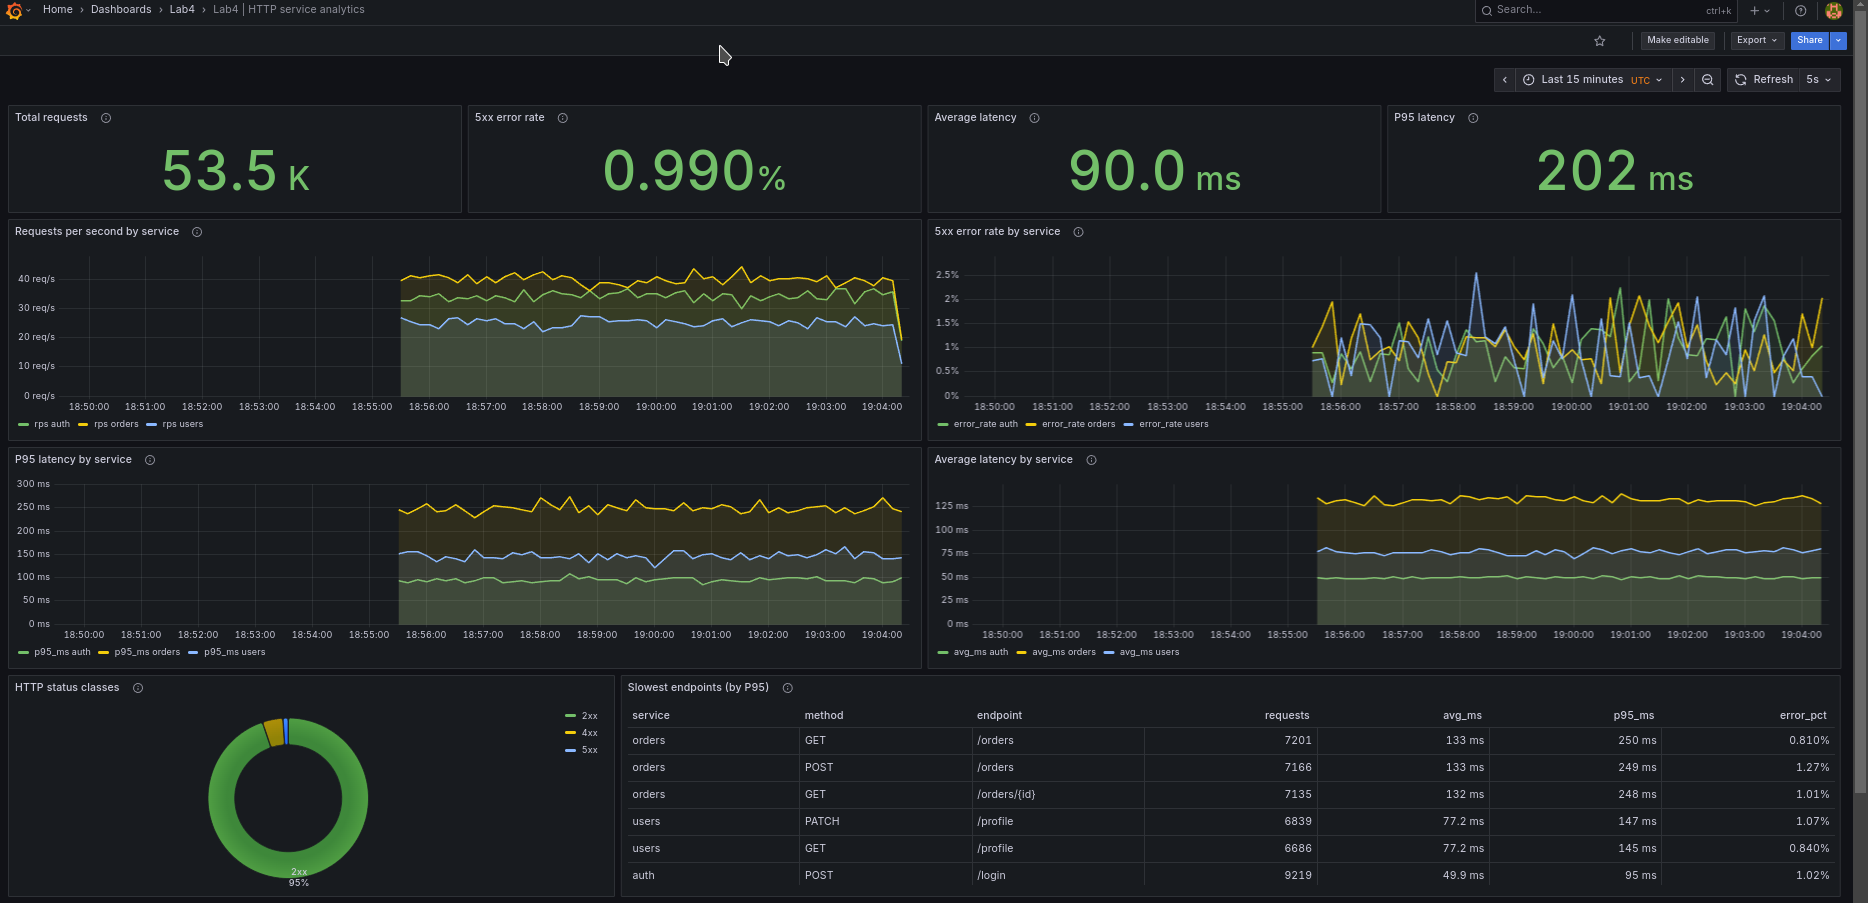 Home › Dashboards › Lab4 › Lab4 | HTTP service analytics
Search... ctrl+k
Make editable Export Share
Last 15 minutes UTC Refresh 5s
Total requests
53.5 K
5xx error rate
0.990%
Average latency
90.0 ms
P95 latency
202 ms
Requests per second by service
40 req/s
30 req/s
20 req/s
10 req/s
0 req/s
18:50:00 18:51:00 18:52:00 18:53:00 18:54:00 18:55:00 18:56:00 18:57:00 18:58:00 18:59:00 19:00:00 19:01:00 19:02:00 19:03:00 19:04:00
rps auth rps orders rps users
5xx error rate by service
2.5%
2%
1.5%
1%
0.5%
0%
18:50:00 18:51:00 18:52:00 18:53:00 18:54:00 18:55:00 18:56:00 18:57:00 18:58:00 18:59:00 19:00:00 19:01:00 19:02:00 19:03:00 19:04:00
error_rate auth error_rate orders error_rate users
P95 latency by service
300 ms
250 ms
200 ms
150 ms
100 ms
50 ms
0 ms
18:50:00 18:51:00 18:52:00 18:53:00 18:54:00 18:55:00 18:56:00 18:57:00 18:58:00 18:59:00 19:00:00 19:01:00 19:02:00 19:03:00 19:04:00
p95_ms auth p95_ms orders p95_ms users
Average latency by service
125 ms
100 ms
75 ms
50 ms
25 ms
0 ms
18:50:00 18:51:00 18:52:00 18:53:00 18:54:00 18:55:00 18:56:00 18:57:00 18:58:00 18:59:00 19:00:00 19:01:00 19:02:00 19:03:00 19:04:00
avg_ms auth avg_ms orders avg_ms users
HTTP status classes
2xx
4xx
5xx
2xx
95%
Slowest endpoints (by P95)
service method endpoint requests avg_ms p95_ms error_pct
orders GET /orders 7201 133 ms 250 ms 0.810%
orders POST /orders 7166 133 ms 249 ms 1.27%
orders GET /orders/{id} 7135 132 ms 248 ms 1.01%
users PATCH /profile 6839 77.2 ms 147 ms 1.07%
users GET /profile 6686 77.2 ms 145 ms 0.840%
auth POST /login 9219 49.9 ms 95 ms 1.02%